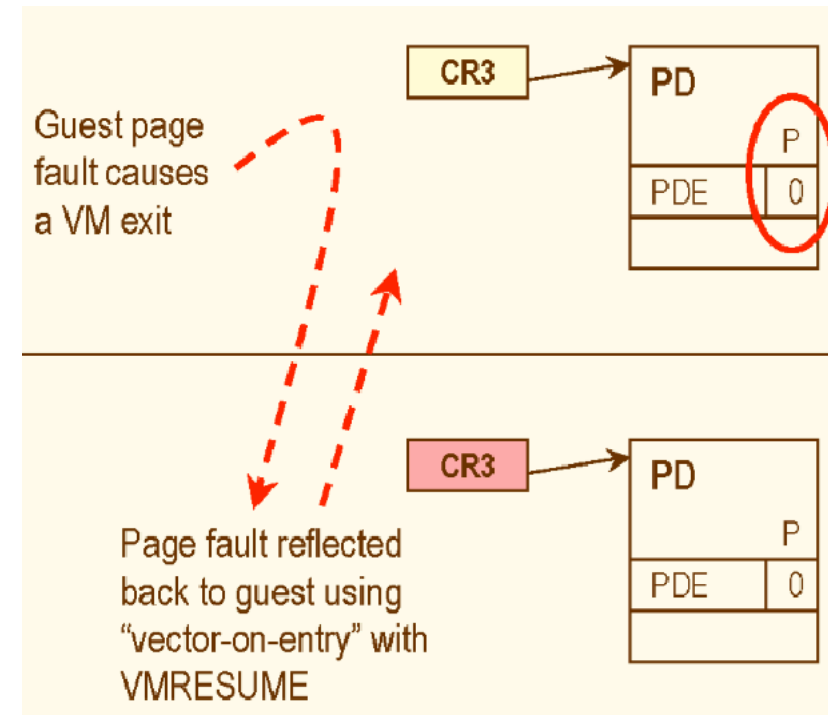 CR3
PD
P
PDE 0
Guest page
fault causes
a VM exit
CR3
PD
P
PDE 0
Page fault reflected
back to guest using
“vector-on-entry” with
VMRESUME